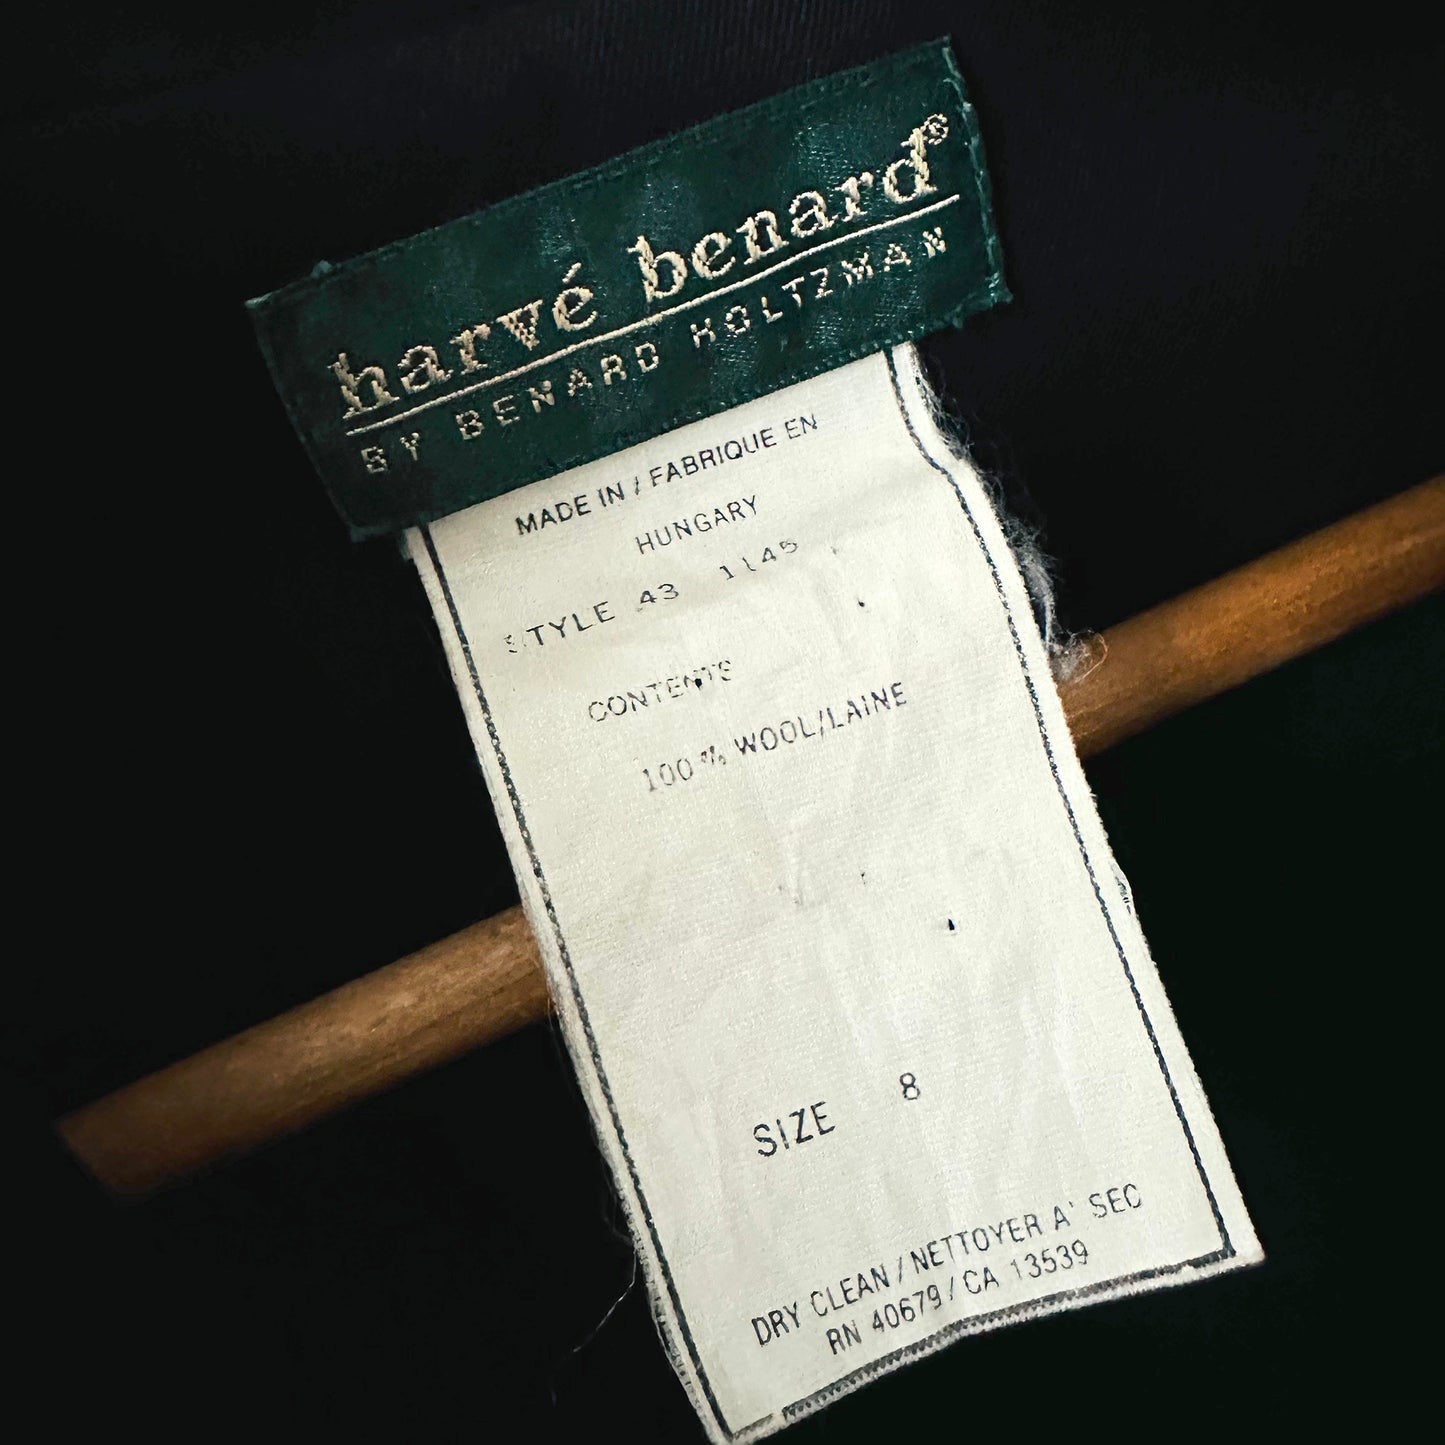 harvé benard®
BY BENARD HOLTZMAN
MADE IN / FABRIQUE EN
HUNGARY
STYLE 43 1145
CONTENTS
100% WOOL/LAINE
SIZE 8
DRY CLEAN / NETTOYER A' SEC
RN 40679 / CA 13539